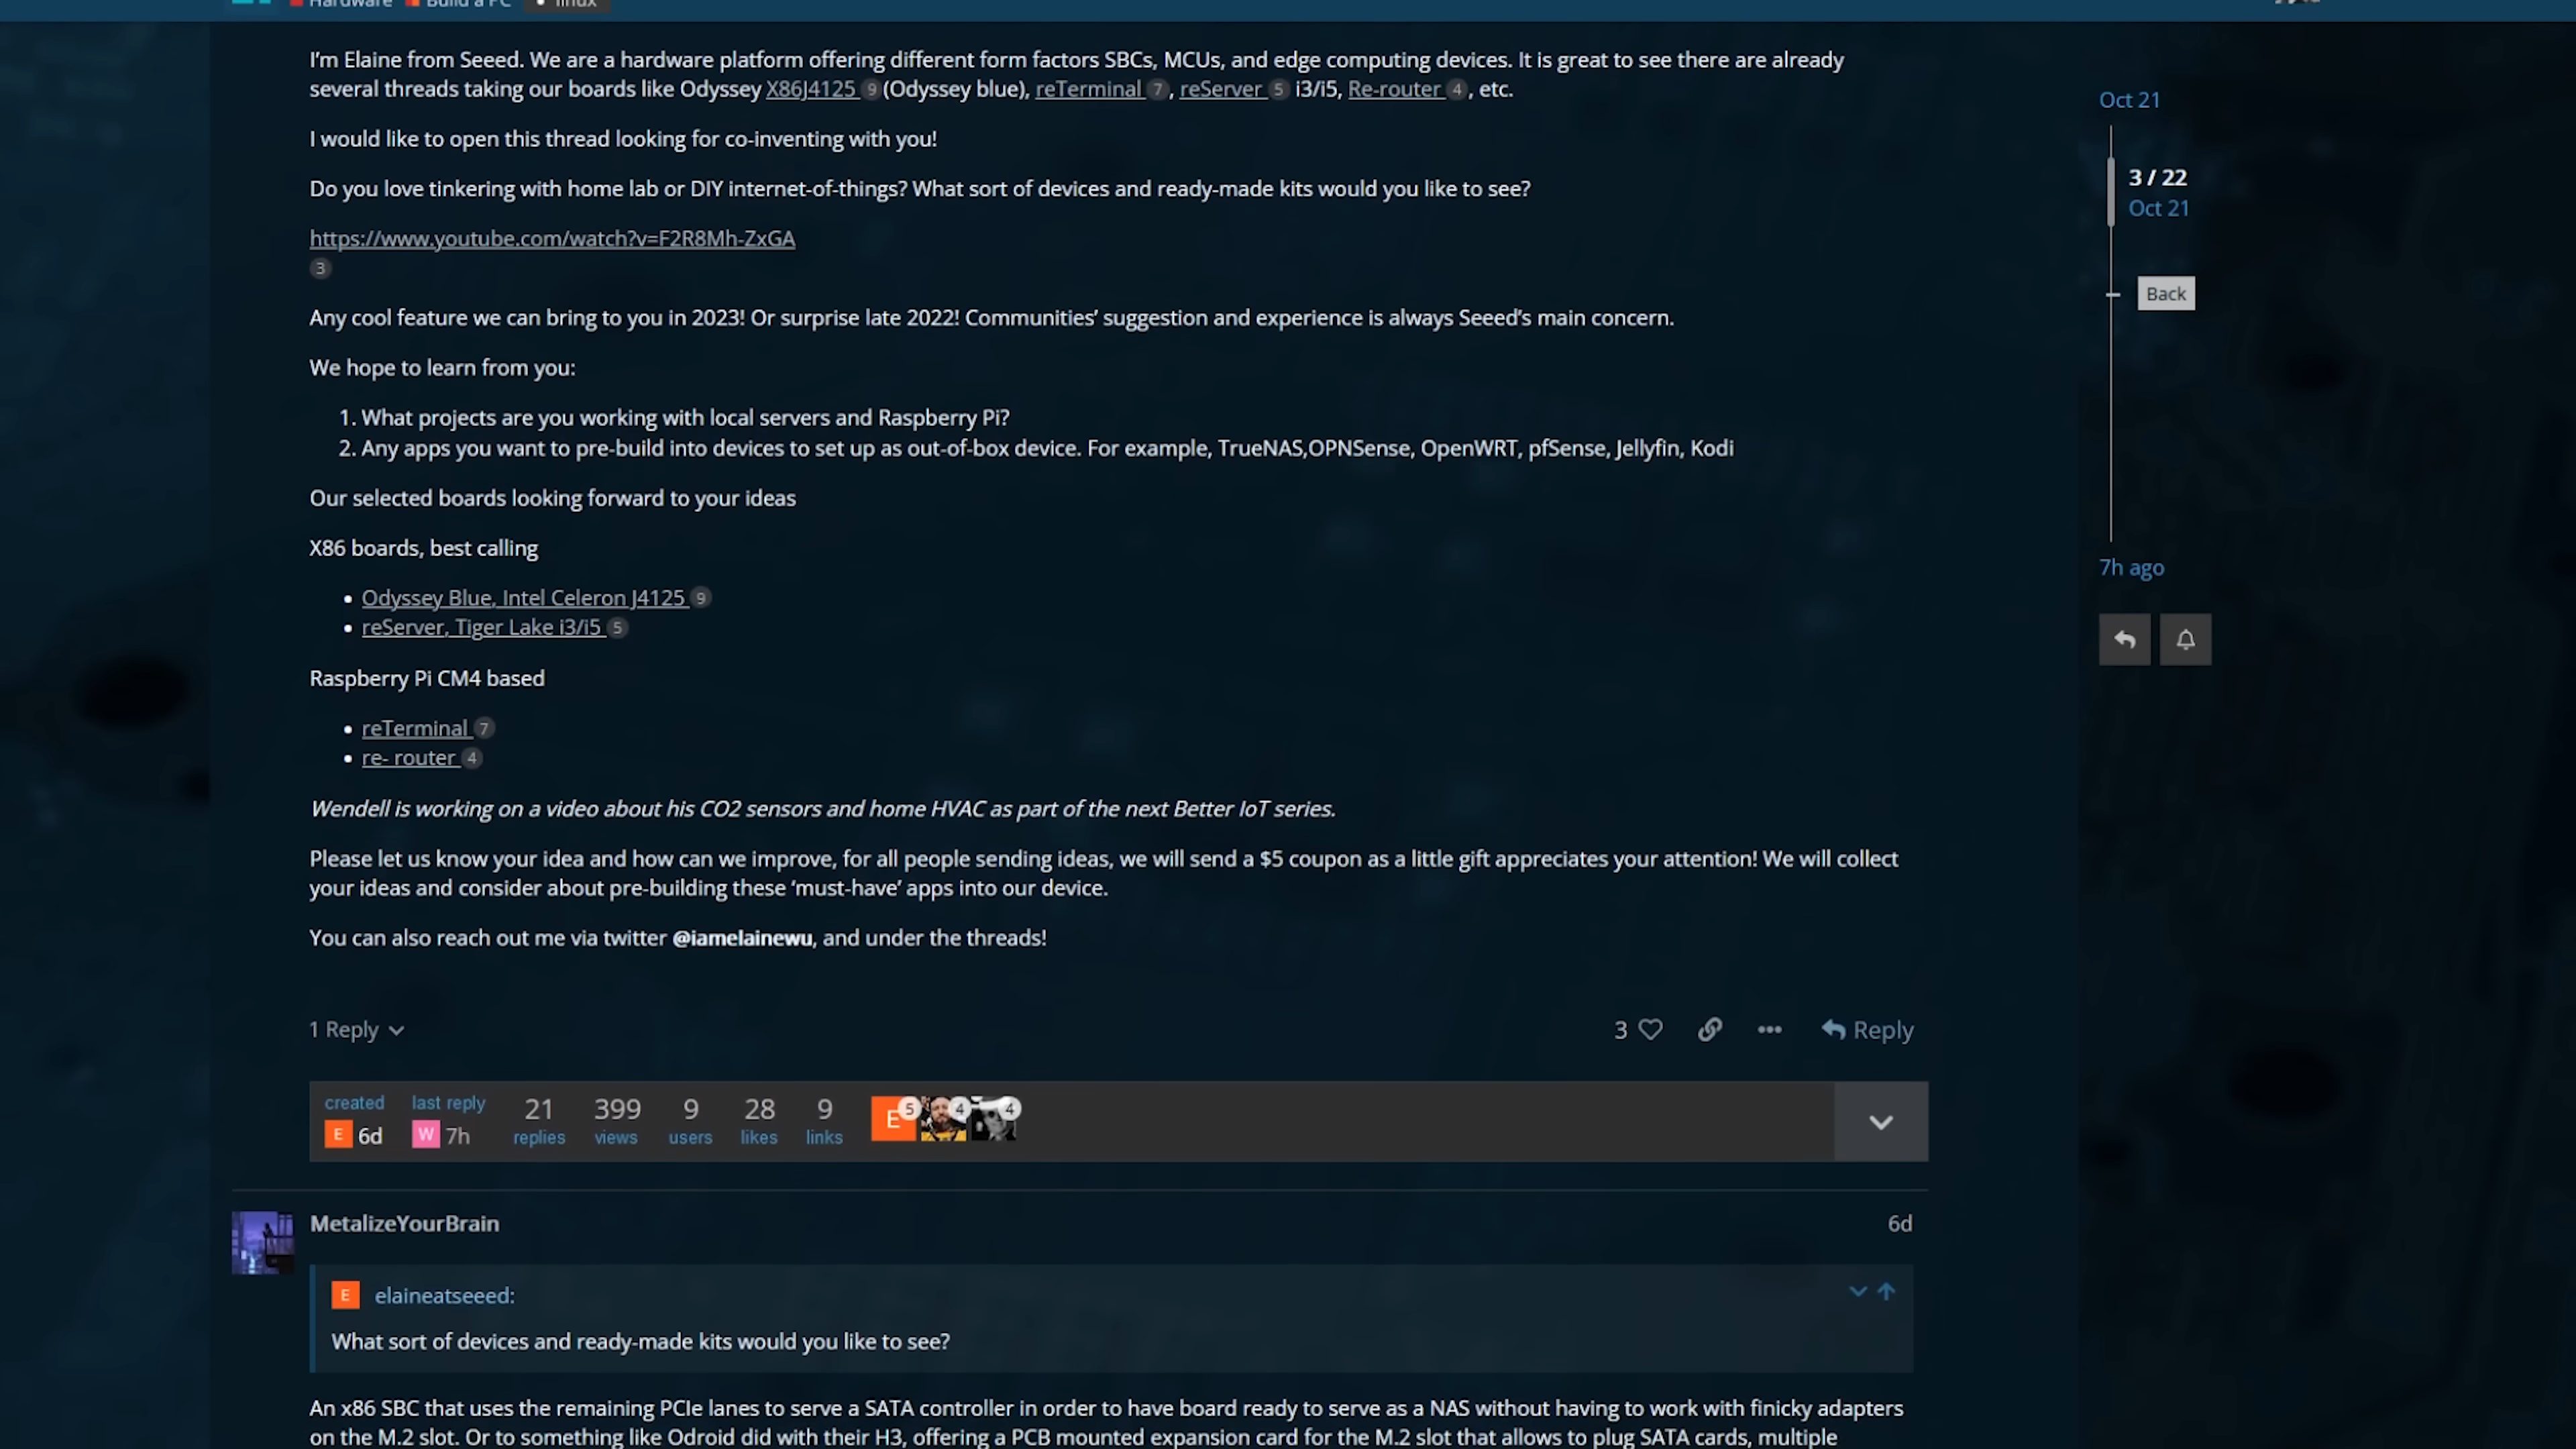 Hardware Build a PC linux
I'm Elaine from Seeed. We are a hardware platform offering different form factors SBCs, MCUs, and edge computing devices. It is great to see there are already
several threads taking our boards like Odyssey X86J4125 9 (Odyssey blue), reTerminal 7, reServer 5 i3/i5, Re-router 4, etc.
I would like to open this thread looking for co-inventing with you!
Do you love tinkering with home lab or DIY internet-of-things? What sort of devices and ready-made kits would you like to see?
https://www.youtube.com/watch?v=F2R8Mh-ZxGA
3
Any cool feature we can bring to you in 2023! Or surprise late 2022! Communities' suggestion and experience is always Seeed's main concern.
We hope to learn from you:
1. What projects are you working with local servers and Raspberry Pi?
2. Any apps you want to pre-build into devices to set up as out-of-box device. For example, TrueNAS,OPNSense, OpenWRT, pfSense, Jellyfin, Kodi
Our selected boards looking forward to your ideas
X86 boards, best calling
• Odyssey Blue, Intel Celeron J4125 9
• reServer, Tiger Lake i3/i5 5
Raspberry Pi CM4 based
• reTerminal 7
• re- router 4
Wendell is working on a video about his CO2 sensors and home HVAC as part of the next Better IoT series.
Please let us know your idea and how can we improve, for all people sending ideas, we will send a $5 coupon as a little gift appreciates your attention! We will collect
your ideas and consider about pre-building these 'must-have' apps into our device.
You can also reach out me via twitter @iamelainewu, and under the threads!
1 Reply
3
Reply
created last reply 21 399 9 28 9 E 5 4 4
E 6d W 7h replies views users likes links
MetalizeYourBrain 6d
E elaineatseeed:
What sort of devices and ready-made kits would you like to see?
An x86 SBC that uses the remaining PCIe lanes to serve a SATA controller in order to have board ready to serve as a NAS without having to work with finicky adapters
on the M.2 slot. Or to something like Odroid did with their H3, offering a PCB mounted expansion card for the M.2 slot that allows to plug SATA cards, multiple
Oct 21
3 / 22
Oct 21
Back
7h ago